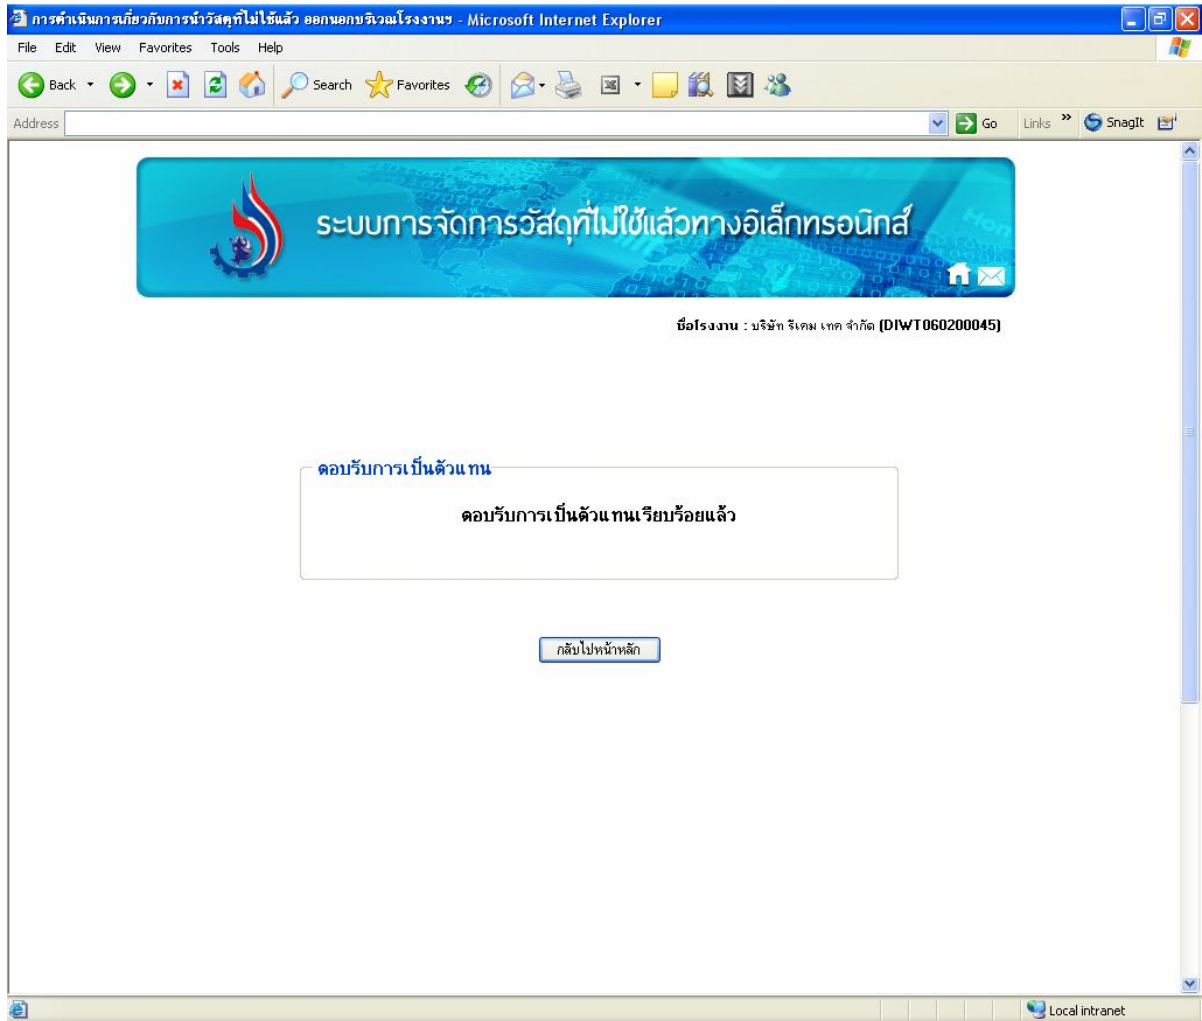 การดำเนินการเกี่ยวกับการนำวัสดุที่ไม่ใช้แล้ว ออกนอกบริเวณโรงงานฯ - Microsoft Internet Explorer
File Edit View Favorites Tools Help
Back Search Favorites
Address Go Links » SnagIt
ระบบการจัดการวัสดุที่ไม่ใช้แล้วทางอิเล็กทรอนิกส์
ชื่อโรงงาน : บริษัท รีเคม เทค จำกัด (DIWT060200045)
ตอบรับการเป็นตัวแทน
ตอบรับการเป็นตัวแทนเรียบร้อยแล้ว
กลับไปหน้าหลัก
Local intranet